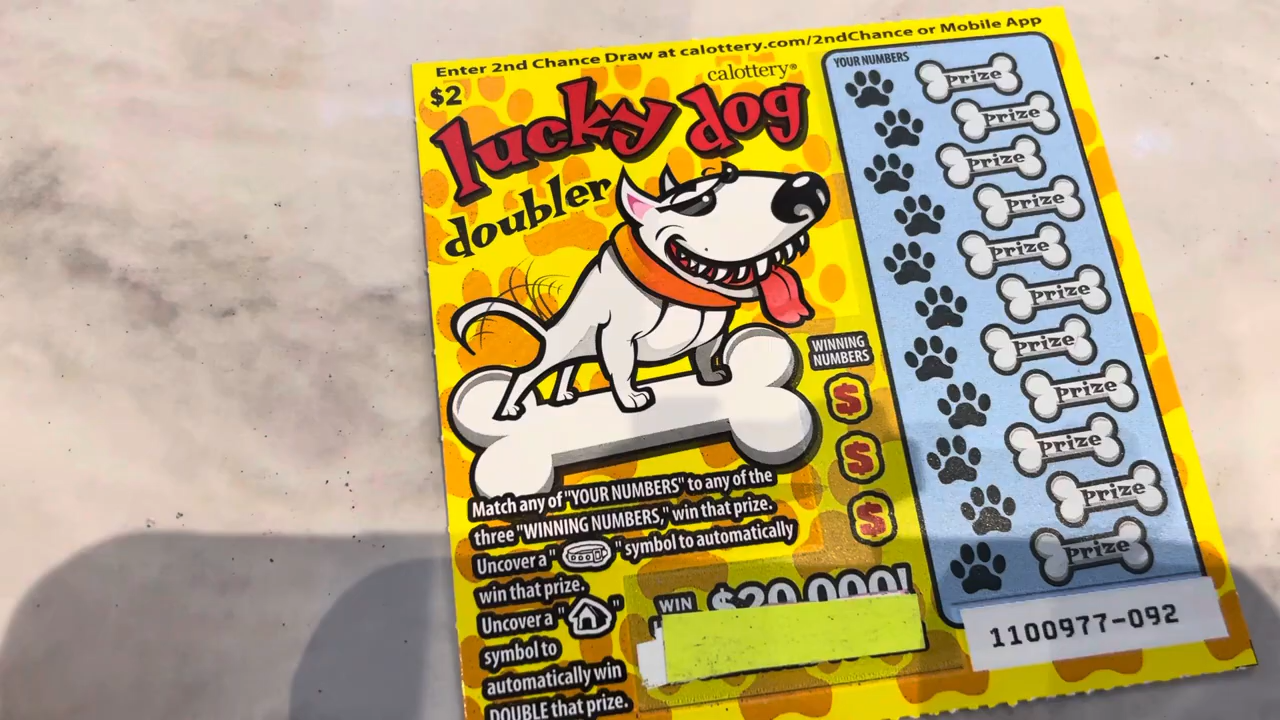 Enter 2nd Chance Draw at calottery.com/2ndChance or Mobile App
$2
calottery®
lucky dog
doubler
WINNING
NUMBERS
$
$
$
Match any of "YOUR NUMBERS" to any of the
three "WINNING NUMBERS," win that prize.
Uncover a " " symbol to automatically
win that prize.
Uncover a " "
symbol to
automatically win
DOUBLE that prize.
WIN $20,000!
YOUR NUMBERS
prize
prize
prize
prize
prize
prize
prize
prize
prize
prize
prize
1100977-092